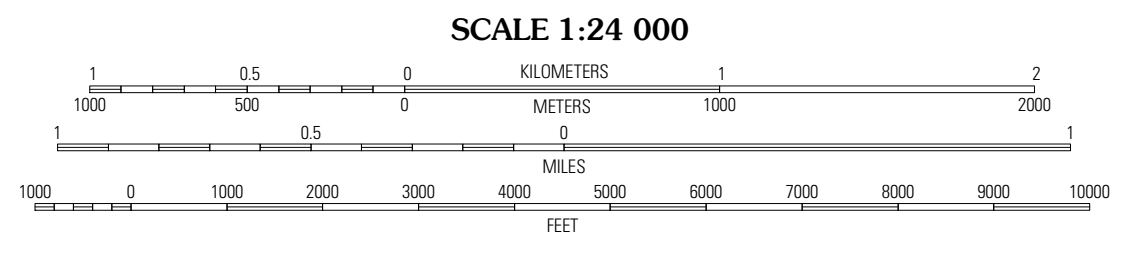 SCALE 1:24 000
1 0.5 0 KILOMETERS 1 2
1000 500 0 METERS 1000 2000
1 0.5 0 1
MILES
1000 0 1000 2000 3000 4000 5000 6000 7000 8000 9000 10000
FEET